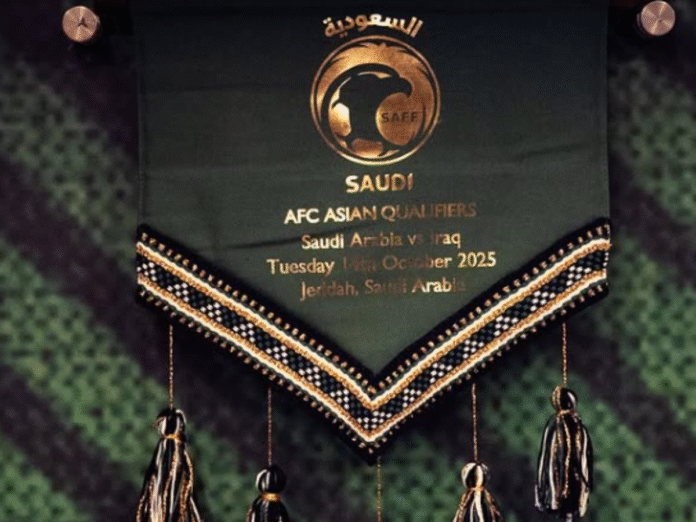 السعودية
SAFF
SAUDI
AFC ASIAN QUALIFIERS
Saudi Arabia vs Iraq
Tuesday 14th October 2025
Jeddah, Saudi Arabia